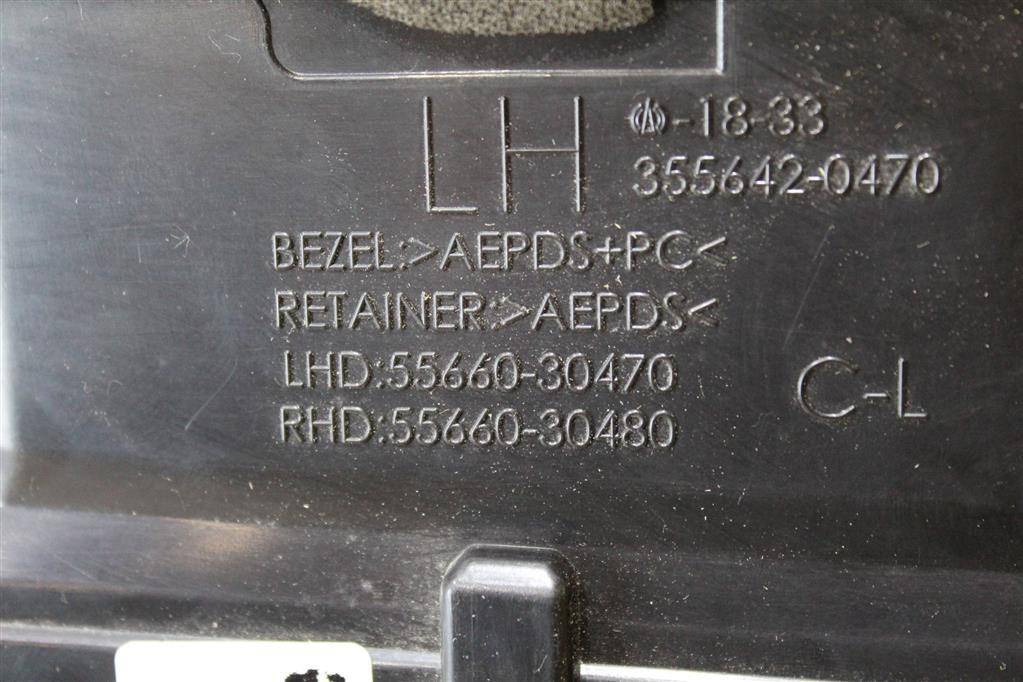 LH
-18-33
355642-0470
BEZEL:>AEPDS+PC<
RETAINER:>AEPDS<
LHD:55660-30470
RHD:55660-30480
C-L